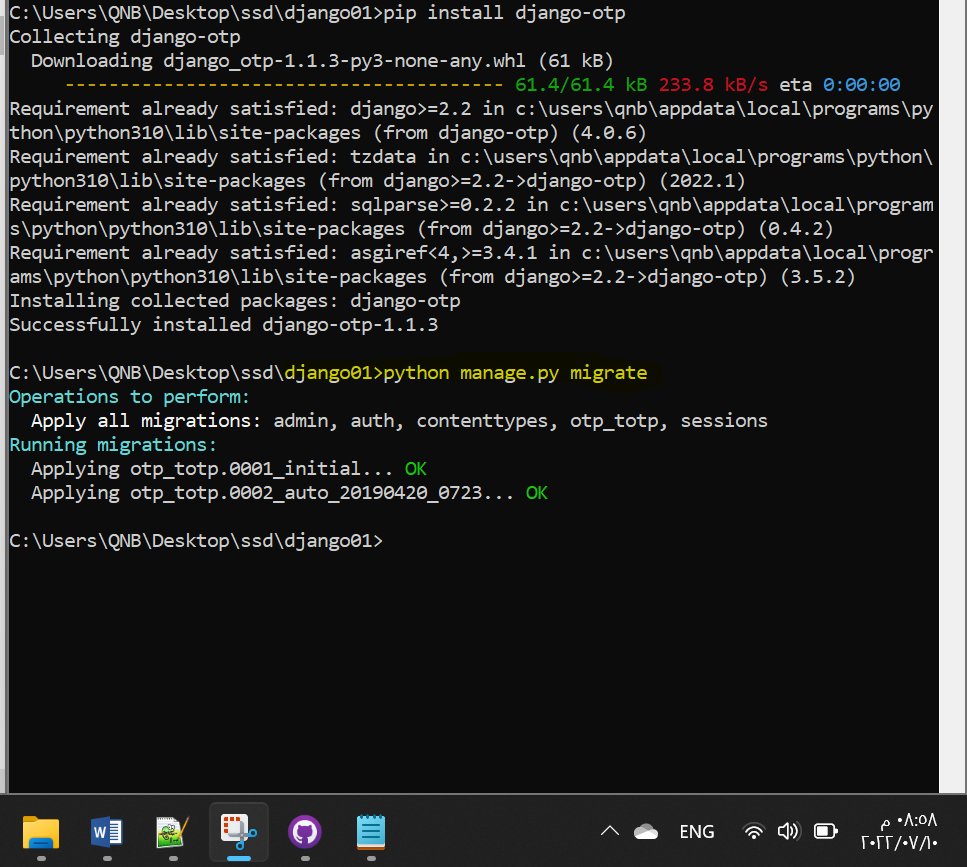 C:\Users\QNB\Desktop\ssd\django01>pip install django-otp
Collecting django-otp
  Downloading django_otp-1.1.3-py3-none-any.whl (61 kB)
     ---------------------------------------- 61.4/61.4 kB 233.8 kB/s eta 0:00:00
Requirement already satisfied: django>=2.2 in c:\users\qnb\appdata\local\programs\py
thon\python310\lib\site-packages (from django-otp) (4.0.6)
Requirement already satisfied: tzdata in c:\users\qnb\appdata\local\programs\python\
python310\lib\site-packages (from django>=2.2->django-otp) (2022.1)
Requirement already satisfied: sqlparse>=0.2.2 in c:\users\qnb\appdata\local\program
s\python\python310\lib\site-packages (from django>=2.2->django-otp) (0.4.2)
Requirement already satisfied: asgiref<4,>=3.4.1 in c:\users\qnb\appdata\local\progr
ams\python\python310\lib\site-packages (from django>=2.2->django-otp) (3.5.2)
Installing collected packages: django-otp
Successfully installed django-otp-1.1.3
C:\Users\QNB\Desktop\ssd\django01>python manage.py migrate
Operations to perform:
  Apply all migrations: admin, auth, contenttypes, otp_totp, sessions
Running migrations:
  Applying otp_totp.0001_initial... OK
  Applying otp_totp.0002_auto_20190420_0723... OK
C:\Users\QNB\Desktop\ssd\django01>
W
ENG
٠٨:٥٨ م
٢٠٢٢/٠٧/١٠